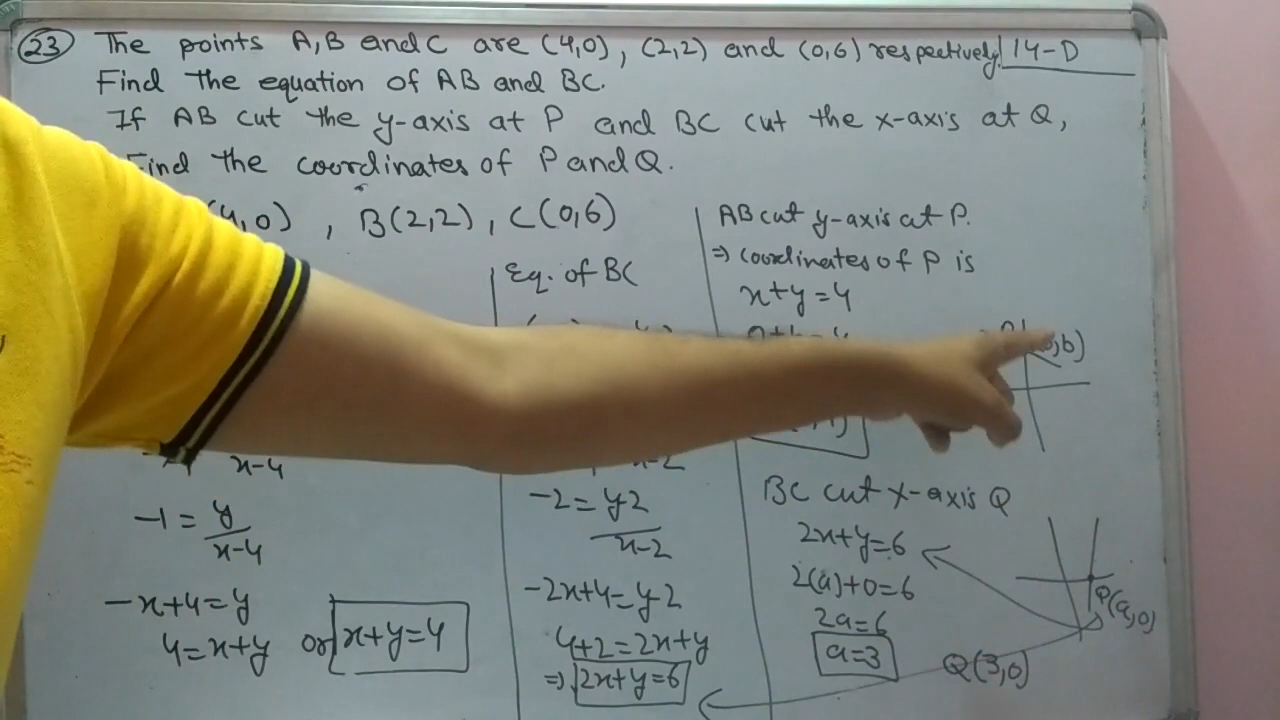 23 The points A, B and C are (4,0), (2,2) and (0,6) respectively. 14-D
Find the equation of AB and BC.
If AB cut the y-axis at P and BC cut the x-axis at Q,
Find the coordinates of P and Q.
(4,0), B(2,2), C(0,6)
x-4
-1 = y
x-4
-x+4=y
4=x+y or x+y=4
Eq. of BC
x-2
-2 = y-2
x-2
-2x+4=y-2
4+2=2x+y
⇒ 2x+y=6
AB cut y-axis at P.
⇒ coordinates of P is
x+y=4
,b)
BC cut x-axis Q
2x+y=6
2(a)+0=6
2a=6
a=3
(a,0)
Q(3,0)